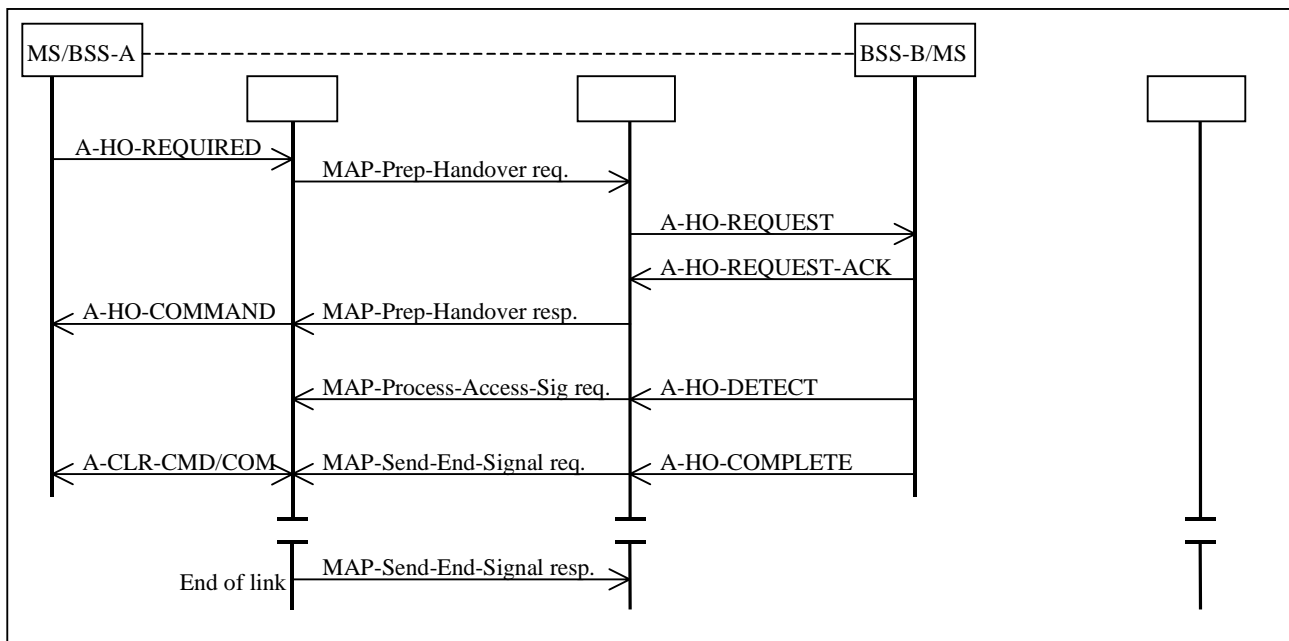 MS/BSS-A
BSS-B/MS
A-HO-REQUIRED
MAP-Prep-Handover req.
A-HO-REQUEST
A-HO-REQUEST-ACK
A-HO-COMMAND
MAP-Prep-Handover resp.
MAP-Process-Access-Sig req.
A-HO-DETECT
A-CLR-CMD/COM
MAP-Send-End-Signal req.
A-HO-COMPLETE
MAP-Send-End-Signal resp.
End of link